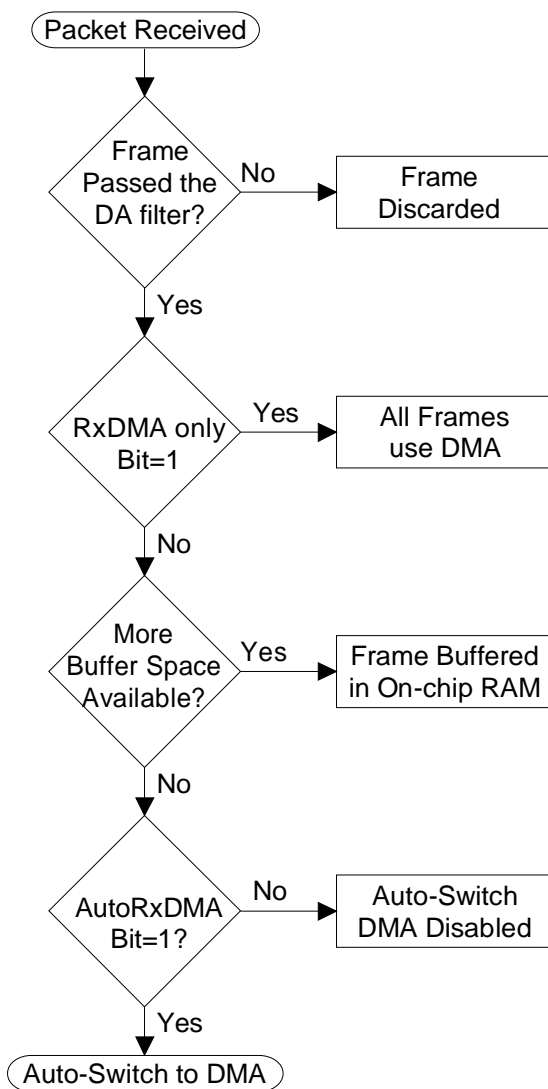 Packet Received
Frame
Passed the
DA filter?
No
Frame
Discarded
Yes
RxDMA only
Bit=1
Yes
All Frames
use DMA
No
More
Buffer Space
Available?
Yes
Frame Buffered
in On-chip RAM
No
AutoRxDMA
Bit=1?
No
Auto-Switch
DMA Disabled
Yes
Auto-Switch to DMA